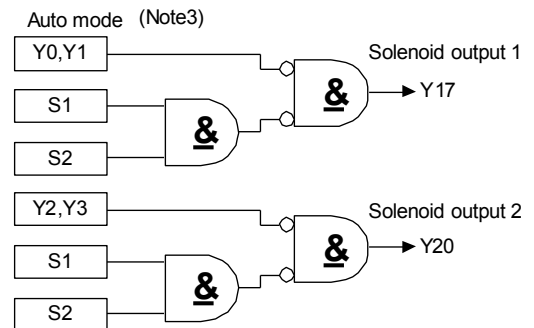 Auto mode (Note3)
Y0,Y1
Solenoid output 1
S1
&
&
Y17
S2
Y2,Y3
Solenoid output 2
S1
&
&
Y20
S2